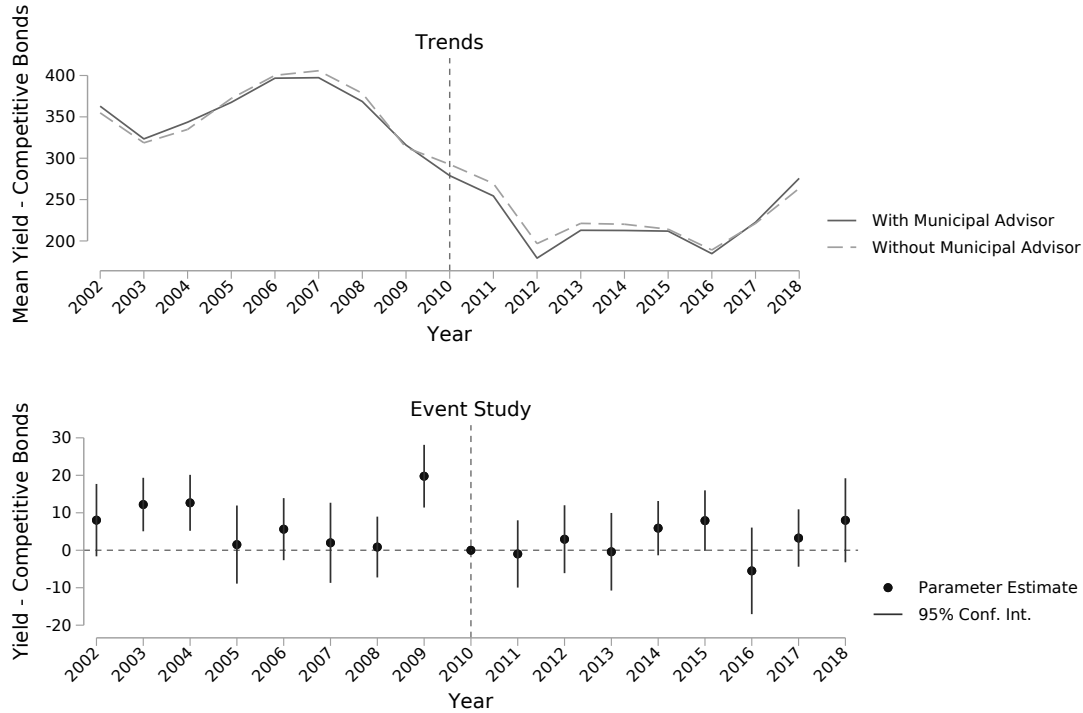 Trends
Mean Yield - Competitive Bonds
400
350
300
250
200
2002 2003 2004 2005 2006 2007 2008 2009 2010 2011 2012 2013 2014 2015 2016 2017 2018
Year
With Municipal Advisor
Without Municipal Advisor
Event Study
Yield - Competitive Bonds
30
20
10
0
-10
-20
2002 2003 2004 2005 2006 2007 2008 2009 2010 2011 2012 2013 2014 2015 2016 2017 2018
Year
Parameter Estimate
95% Conf. Int.